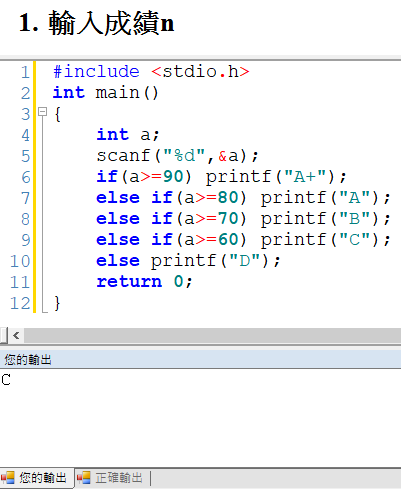 1. 輸入成績n
1 #include <stdio.h>
2 int main()
3 {
4 int a;
5 scanf("%d",&a);
6 if(a>=90) printf("A+");
7 else if(a>=80) printf("A");
8 else if(a>=70) printf("B");
9 else if(a>=60) printf("C");
10 else printf("D");
11 return 0;
12 }
您的輸出
C
您的輸出 正確輸出